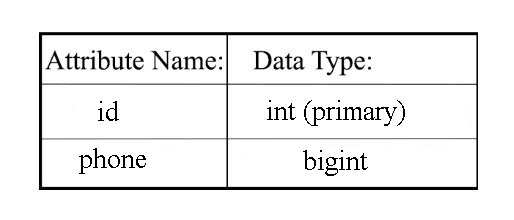 Attribute Name: Data Type:
id int (primary)
phone bigint